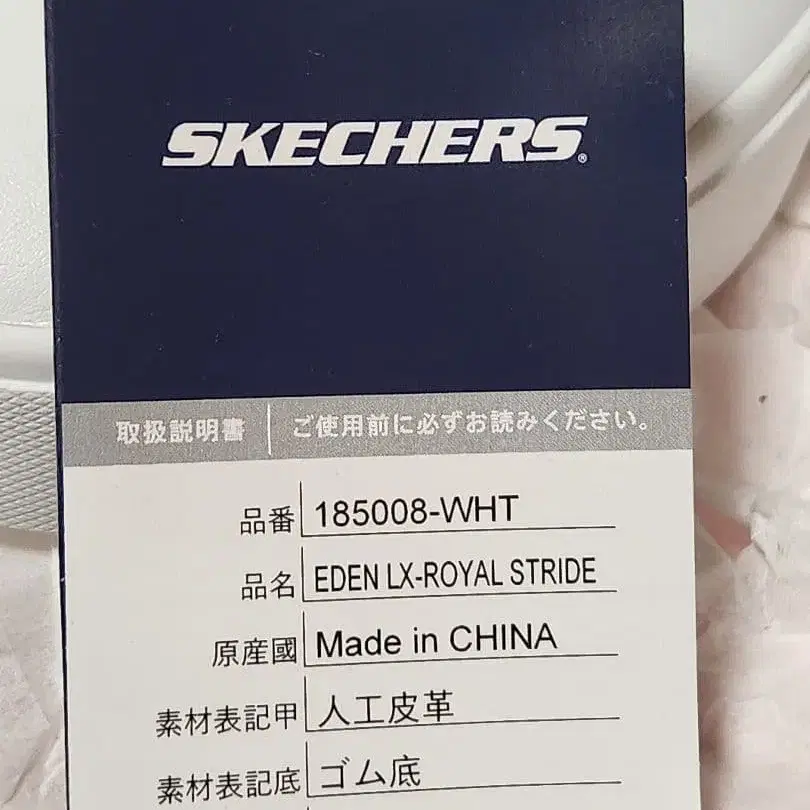 SKECHERS®
取扱説明書 ご使用前に必ずお読みください。
品番 185008-WHT
品名 EDEN LX-ROYAL STRIDE
原産國 Made in CHINA
素材表記甲 人工皮革
素材表記底 ゴム底